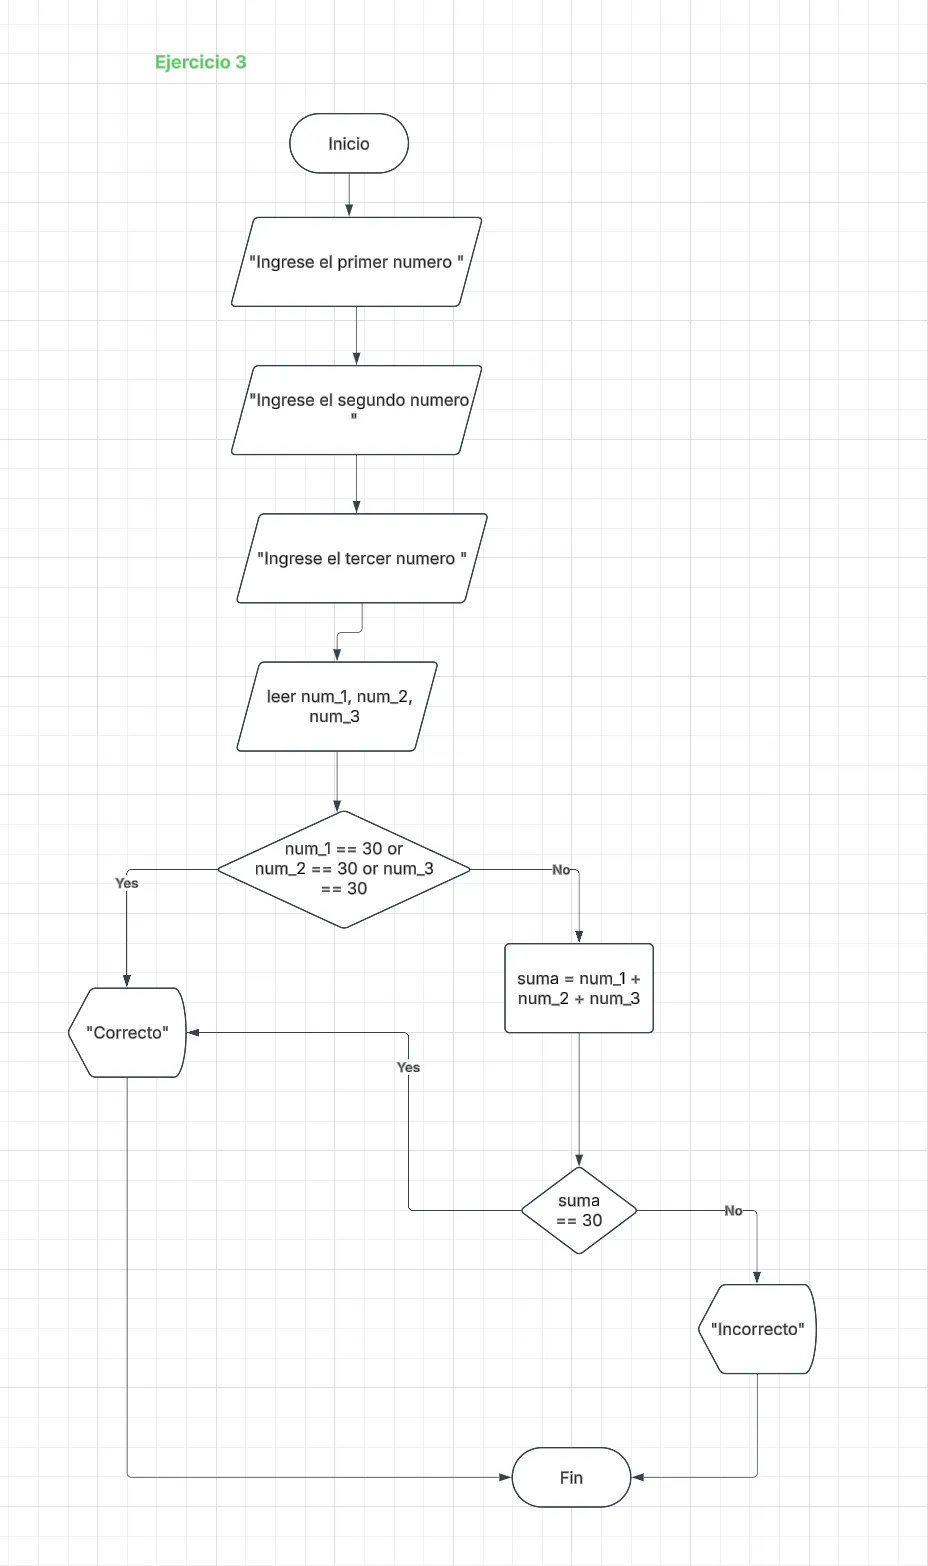 Ejercicio 3
Inicio
"Ingrese el primer numero "
"Ingrese el segundo numero
"
"Ingrese el tercer numero "
leer num_1, num_2,
num_3
num_1 == 30 or
num_2 == 30 or num_3
== 30
Yes
No
suma = num_1 +
num_2 + num_3
"Correcto"
Yes
suma
== 30
No
"Incorrecto"
Fin